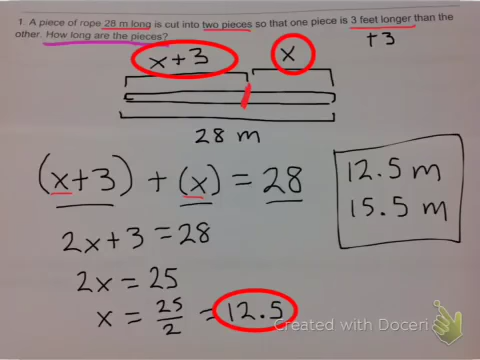 1. A piece of rope 28 m long is cut into two pieces so that one piece is 3 feet longer than the
other. How long are the pieces?
+3
x+3
x
28 m
(x+3) + (x) = 28
2x+3 = 28
2x = 25
x = 25/2 = 12.5
12.5 m
15.5 m
Created with Doceri